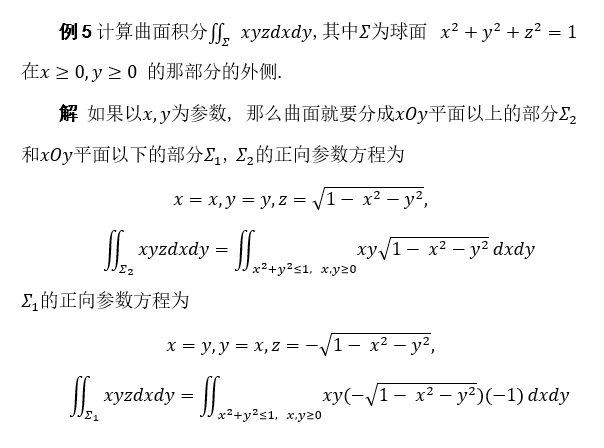 例5 计算曲面积分∬_Σ xyzdxdy, 其中Σ为球面 x² + y² + z² = 1
在x ≥ 0, y ≥ 0 的那部分的外侧.
解 如果以x, y为参数, 那么曲面就要分成xOy平面以上的部分Σ₂
和xOy平面以下的部分Σ₁, Σ₂的正向参数方程为
x = x, y = y, z = √(1 − x² − y²),
∬_Σ₂ xyzdxdy = ∬_{x²+y²≤1, x,y≥0} xy√(1 − x² − y²) dxdy
Σ₁的正向参数方程为
x = y, y = x, z = −√(1 − x² − y²),
∬_Σ₁ xyzdxdy = ∬_{x²+y²≤1, x,y≥0} xy(−√(1 − x² − y²))(−1) dxdy